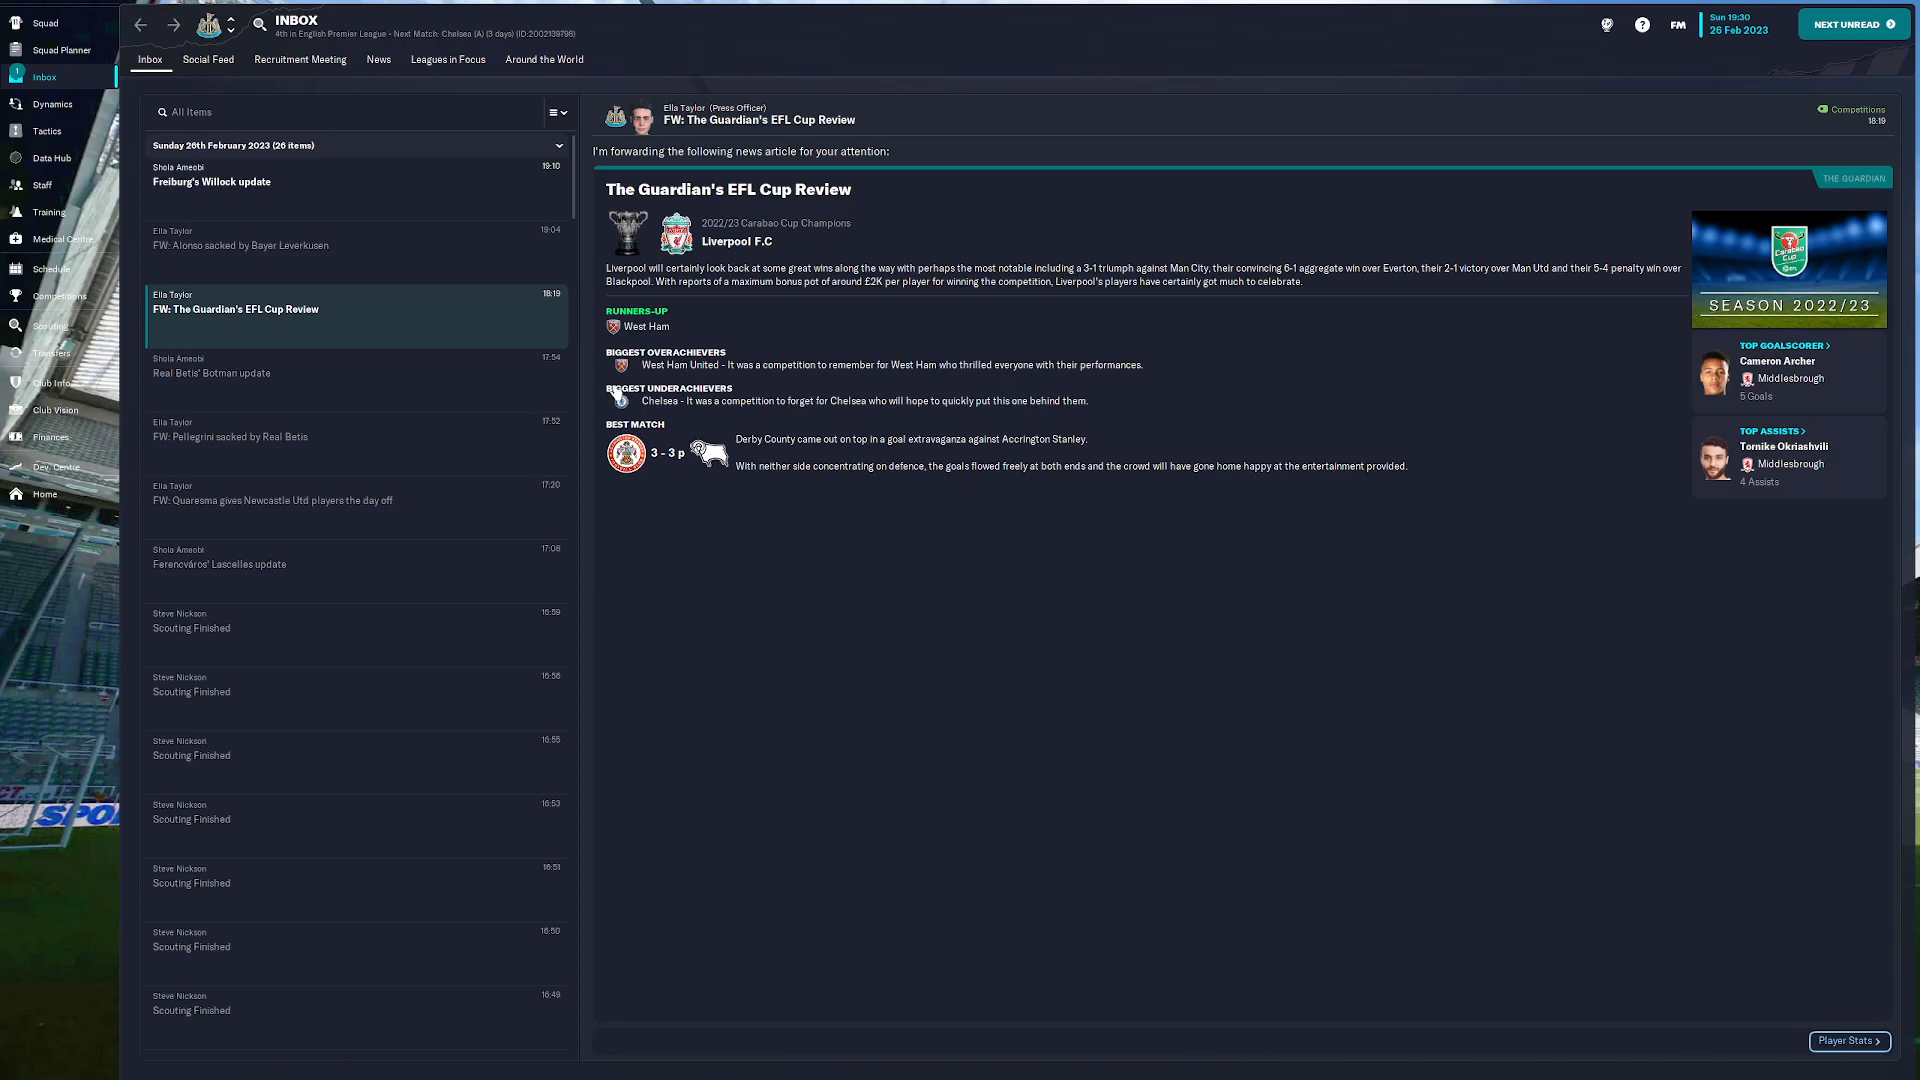 Squad
Squad Planner
1
Inbox
Dynamics
Tactics
Data Hub
Staff
Training
Medical Centre
Schedule
Competitions
Scouting
Transfers
Club Info
Club Vision
Finances
Dev. Centre
Home
INBOX
4th in English Premier League - Next Match: Chelsea (A) (3 days) (ID:2002139798)
?
FM
Sun 19:30
26 Feb 2023
NEXT UNREAD
Inbox
Social Feed
Recruitment Meeting
News
Leagues in Focus
Around the World
All Items
Sunday 26th February 2023 (26 items)
Shola Ameobi
19:10
Freiburg's Willock update
Ella Taylor
19:04
FW: Alonso sacked by Bayer Leverkusen
Ella Taylor
18:19
FW: The Guardian's EFL Cup Review
Shola Ameobi
17:54
Real Betis' Botman update
Ella Taylor
17:52
FW: Pellegrini sacked by Real Betis
Ella Taylor
17:20
FW: Quaresma gives Newcastle Utd players the day off
Shola Ameobi
17:08
Ferencváros' Lascelles update
Steve Nickson
16:59
Scouting Finished
Steve Nickson
16:56
Scouting Finished
Steve Nickson
16:55
Scouting Finished
Steve Nickson
16:53
Scouting Finished
Steve Nickson
16:51
Scouting Finished
Steve Nickson
16:50
Scouting Finished
Steve Nickson
16:49
Scouting Finished
Ella Taylor (Press Officer)
FW: The Guardian's EFL Cup Review
Competitions
18:19
I'm forwarding the following news article for your attention:
THE GUARDIAN
The Guardian's EFL Cup Review
2022/23 Carabao Cup Champions
Liverpool F.C
Liverpool will certainly look back at some great wins along the way with perhaps the most notable including a 3-1 triumph against Man City, their convincing 6-1 aggregate win over Everton, their 2-1 victory over Man Utd and their 5-4 penalty win over
Blackpool. With reports of a maximum bonus pot of around £2K per player for winning the competition, Liverpool's players have certainly got much to celebrate.
RUNNERS-UP
West Ham
BIGGEST OVERACHIEVERS
West Ham United - It was a competition to remember for West Ham who thrilled everyone with their performances.
BIGGEST UNDERACHIEVERS
Chelsea - It was a competition to forget for Chelsea who will hope to quickly put this one behind them.
BEST MATCH
3 - 3 p
Derby County came out on top in a goal extravaganza against Accrington Stanley.
With neither side concentrating on defence, the goals flowed freely at both ends and the crowd will have gone home happy at the entertainment provided.
Carabao
Cup
EFL
SEASON 2022/23
TOP GOALSCORER
Cameron Archer
Middlesbrough
5 Goals
TOP ASSISTS
Tornike Okriashvili
Middlesbrough
4 Assists
Player Stats